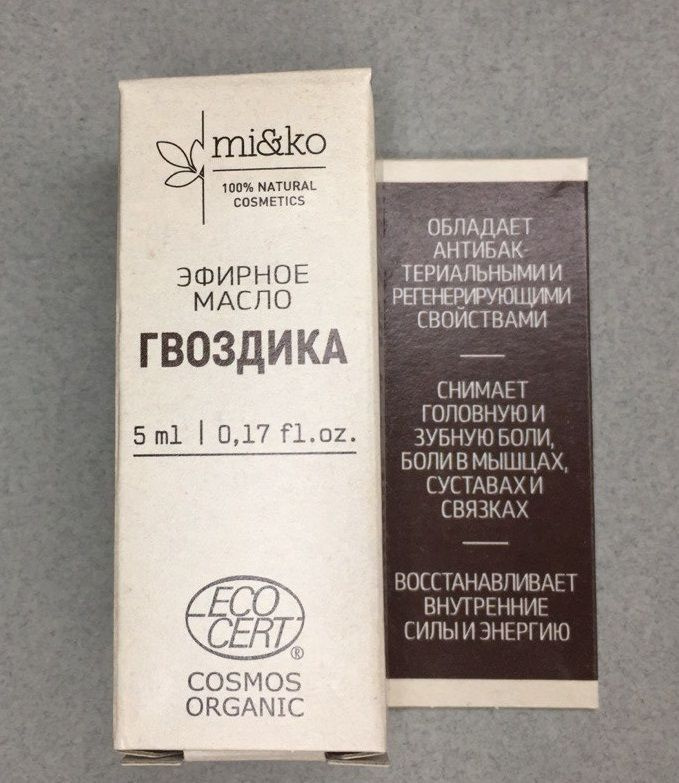 mi&ko
100% NATURAL
COSMETICS
ЭФИРНОЕ
МАСЛО
ГВОЗДИКА
5 ml | 0,17 fl.oz.
ECO
CERT
®
COSMOS
ORGANIC
ОБЛАДАЕТ
АНТИБАК-
ТЕРИАЛЬНЫМИ И
РЕГЕНЕРИРУЮЩИМИ
СВОЙСТВАМИ
СНИМАЕТ
ГОЛОВНУЮ И
ЗУБНУЮ БОЛИ,
БОЛИ В МЫШЦАХ,
СУСТАВАХ И
СВЯЗКАХ
ВОССТАНАВЛИВАЕТ
ВНУТРЕННИЕ
СИЛЫ И ЭНЕРГИЮ